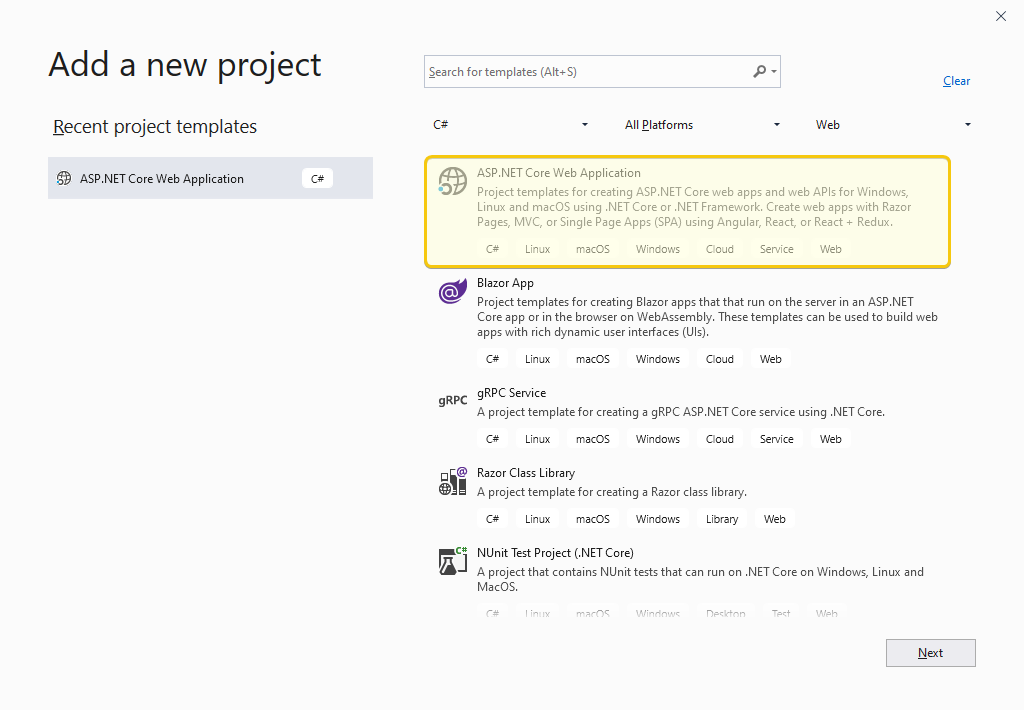 Add a new project
Search for templates (Alt+S)
Clear
Recent project templates
C# All Platforms Web
ASP.NET Core Web Application C#
ASP.NET Core Web Application
Project templates for creating ASP.NET Core web apps and web APIs for Windows,
Linux and macOS using .NET Core or .NET Framework. Create web apps with Razor
Pages, MVC, or Single Page Apps (SPA) using Angular, React, or React + Redux.
C# Linux macOS Windows Cloud Service Web
@
Blazor App
Project templates for creating Blazor apps that that run on the server in an ASP.NET
Core app or in the browser on WebAssembly. These templates can be used to build web
apps with rich dynamic user interfaces (UIs).
C# Linux macOS Windows Cloud Web
gRPC
gRPC Service
A project template for creating a gRPC ASP.NET Core service using .NET Core.
C# Linux macOS Windows Cloud Service Web
@
Razor Class Library
A project template for creating a Razor class library.
C# Linux macOS Windows Library Web
C#
NUnit Test Project (.NET Core)
A project that contains NUnit tests that can run on .NET Core on Windows, Linux and
MacOS.
C# Linux macOS Windows Desktop Test Web
Next